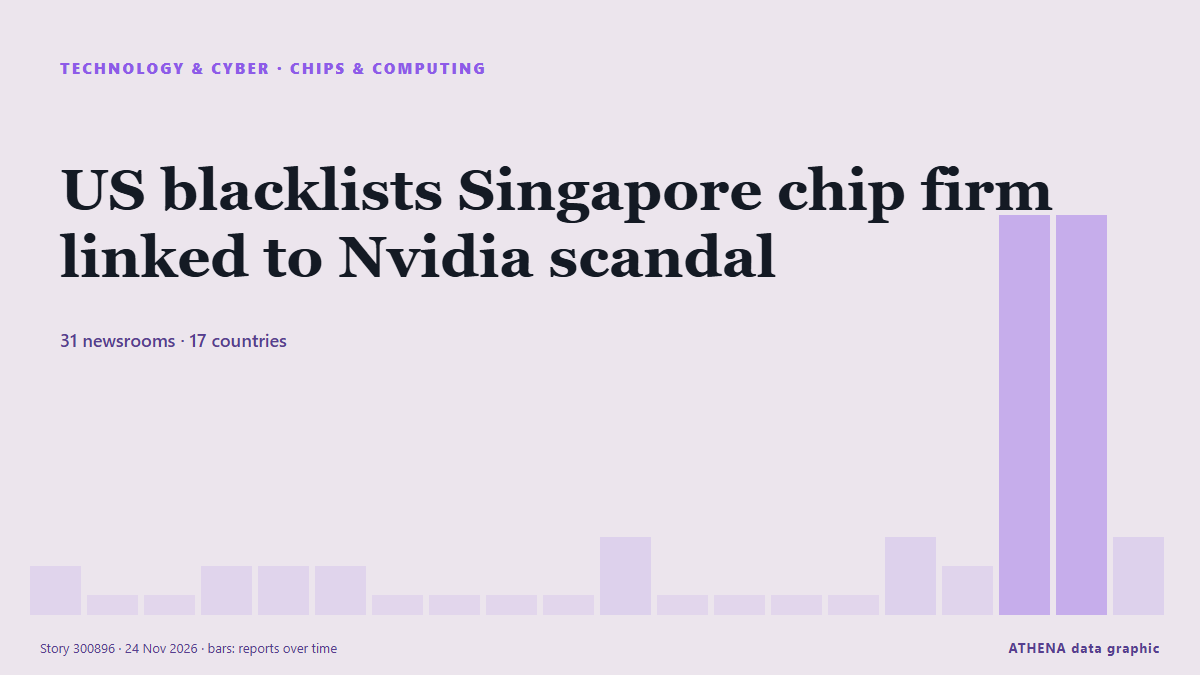 TECHNOLOGY & CYBER · CHIPS & COMPUTING
US blacklists Singapore chip firm
linked to Nvidia scandal
31 newsrooms · 17 countries
Story 300896 · 24 Nov 2026 · bars: reports over time
ATHENA data graphic